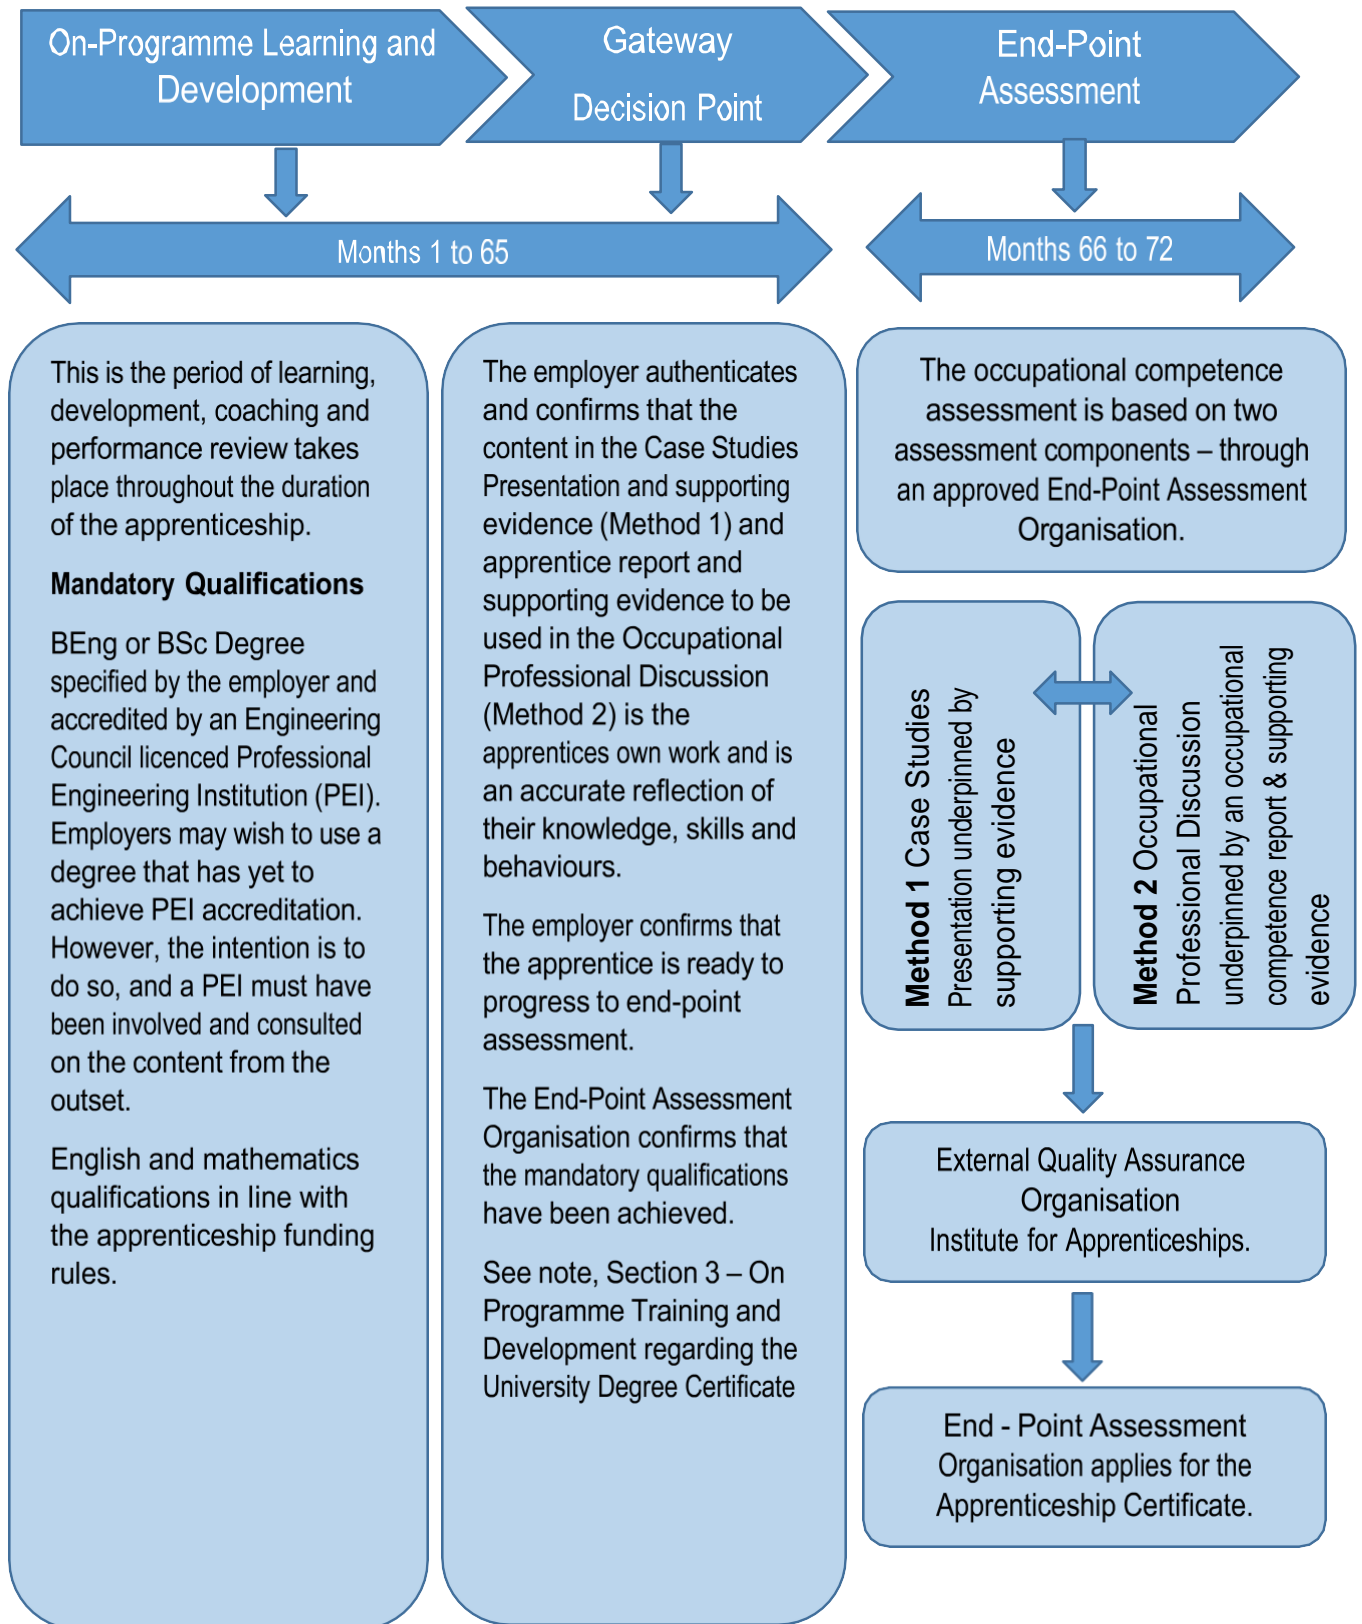 On-Programme Learning and
Development
Gateway
Decision Point
End-Point
Assessment
Months 1 to 65
Months 66 to 72
This is the period of learning,
development, coaching and
performance review takes
place throughout the duration
of the apprenticeship.
Mandatory Qualifications
BEng or BSc Degree
specified by the employer and
accredited by an Engineering
Council licenced Professional
Engineering Institution (PEI).
Employers may wish to use a
degree that has yet to
achieve PEI accreditation.
However, the intention is to
do so, and a PEI must have
been involved and consulted
on the content from the
outset.
English and mathematics
qualifications in line with
the apprenticeship funding
rules.
The employer authenticates
and confirms that the
content in the Case Studies
Presentation and supporting
evidence (Method 1) and
apprentice report and
supporting evidence to be
used in the Occupational
Professional Discussion
(Method 2) is the
apprentices own work and is
an accurate reflection of
their knowledge, skills and
behaviours.
The employer confirms that
the apprentice is ready to
progress to end-point
assessment.
The End-Point Assessment
Organisation confirms that
the mandatory qualifications
have been achieved.
See note, Section 3 – On
Programme Training and
Development regarding the
University Degree Certificate
The occupational competence
assessment is based on two
assessment components – through
an approved End-Point Assessment
Organisation.
Method 1 Case Studies
Presentation underpinned by
supporting evidence
Method 2 Occupational
Professional Discussion
underpinned by an occupational
competence report & supporting
evidence
External Quality Assurance
Organisation
Institute for Apprenticeships.
End - Point Assessment
Organisation applies for the
Apprenticeship Certificate.